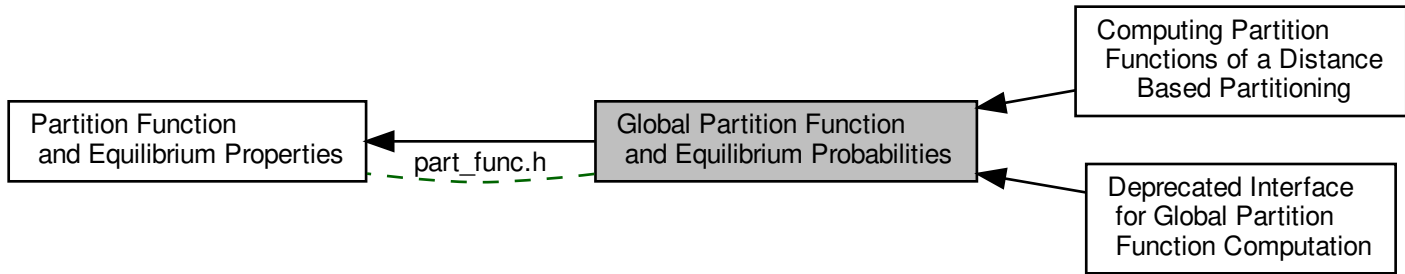 Partition Function
and Equilibrium Properties
part_func.h
Global Partition Function
and Equilibrium Probabilities
Computing Partition
Functions of a Distance
Based Partitioning
Deprecated Interface
for Global Partition
Function Computation